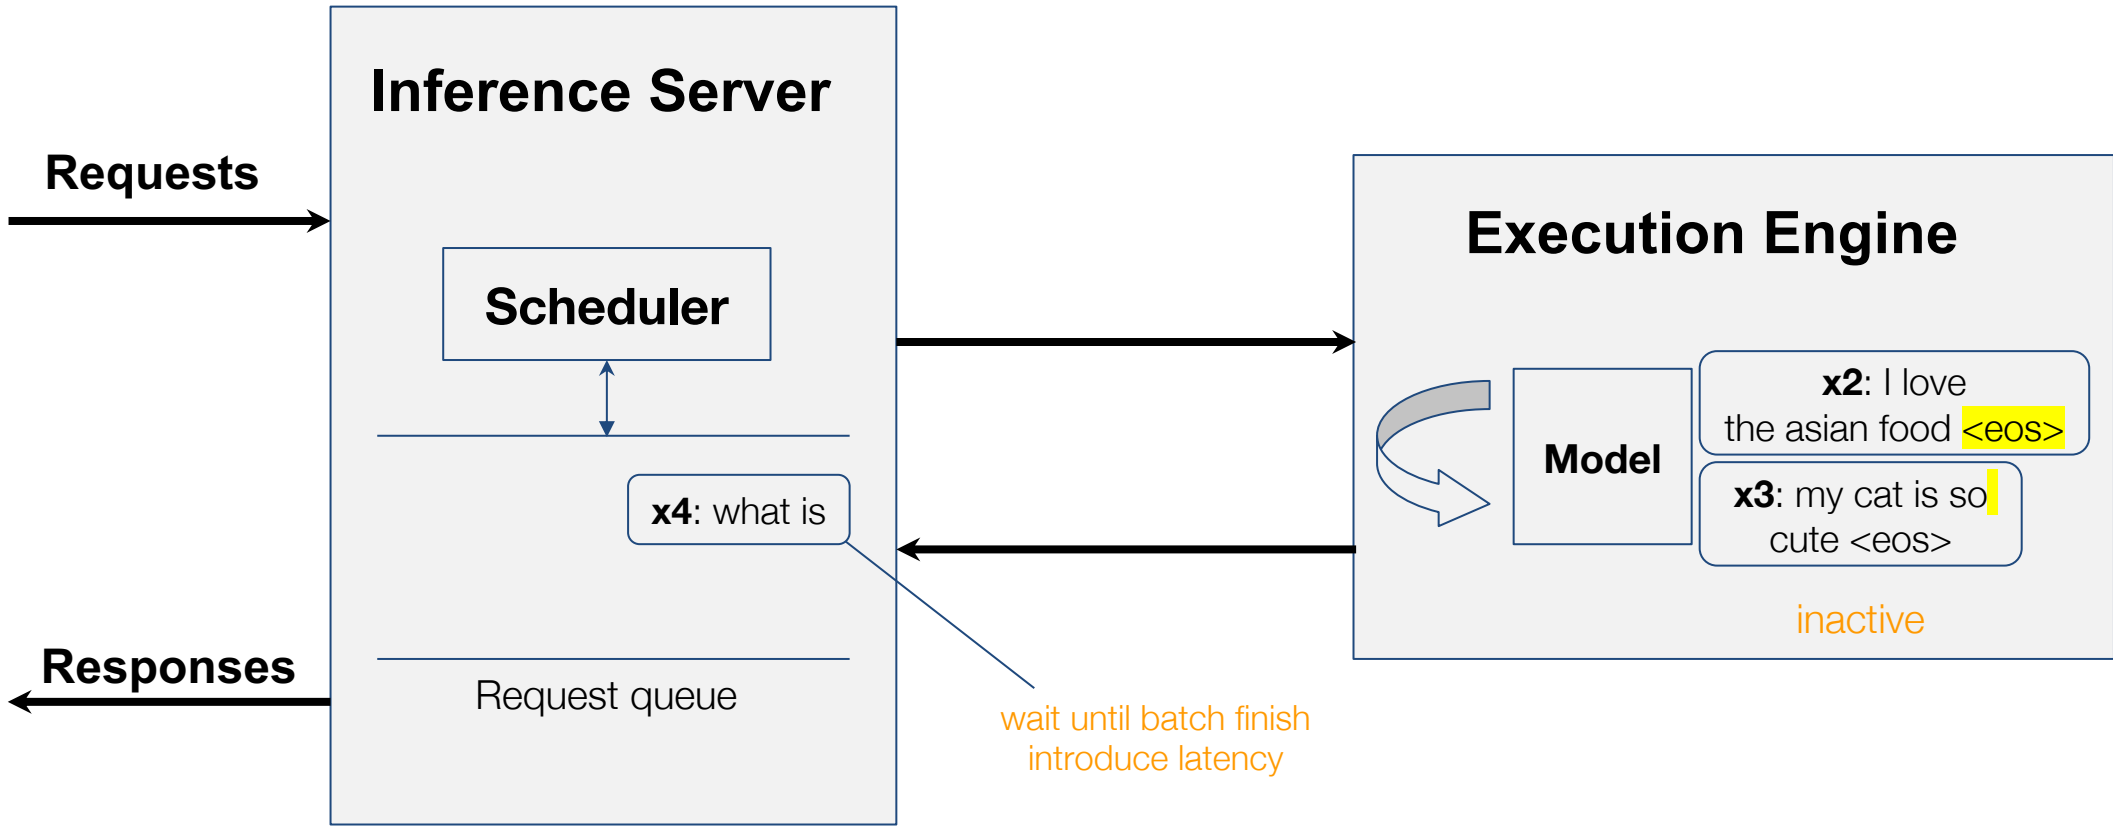 Inference Server
Requests
Scheduler
x4: what is
Request queue
Responses
wait until batch finish
introduce latency
Execution Engine
Model
x2: I love
the asian food <eos>
x3: my cat is so
cute <eos>
inactive